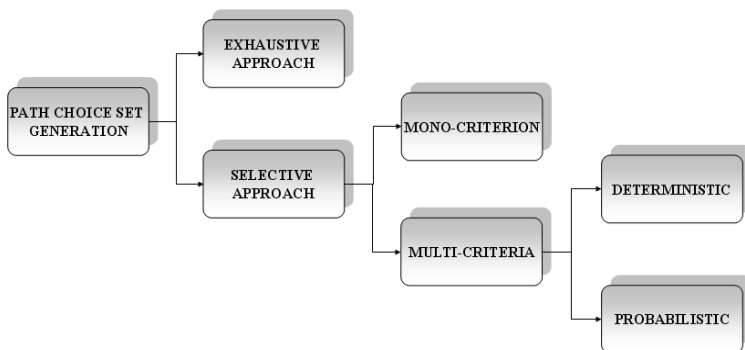 PATH CHOICE SET
GENERATION
EXHAUSTIVE
APPROACH
SELECTIVE
APPROACH
MONO-CRITERION
MULTI-CRITERIA
DETERMINISTIC
PROBABILISTIC